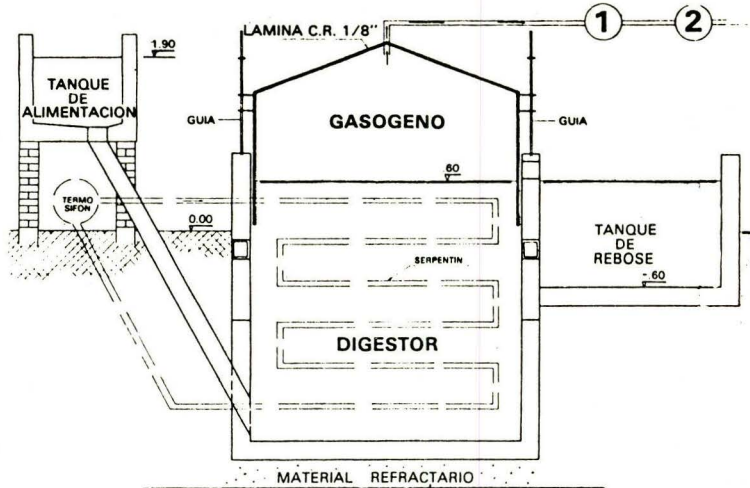 LAMINA C.R. 1/8"
1
2
1.90
TANQUE
DE
ALIMENTACION
GUIA
GASOGENO
GUIA
60
TERMO
SIFON
0.00
TANQUE
DE
REBOSE
SERPENTIN
-.60
DIGESTOR
MATERIAL REFRACTARIO